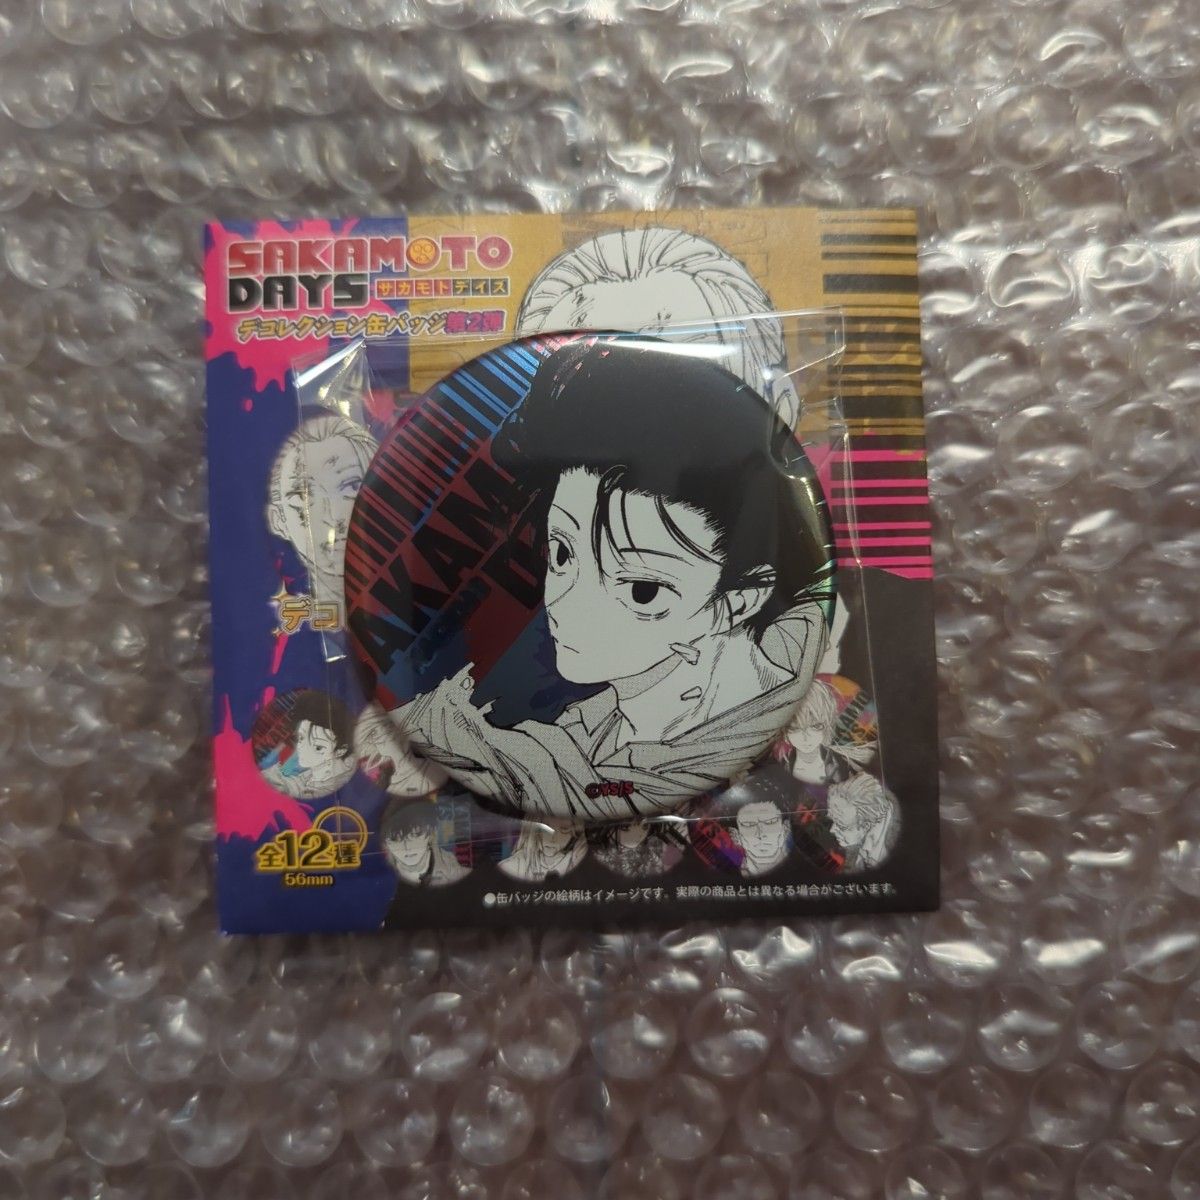 SAKAMOTO
DAYS サカモトデイズ
デコレクション缶バッジ第2弾
AKAM
D
デコ
©YS/S
全12種
56mm
●缶バッジの絵柄はイメージです。実際の商品とは異なる場合がございます。